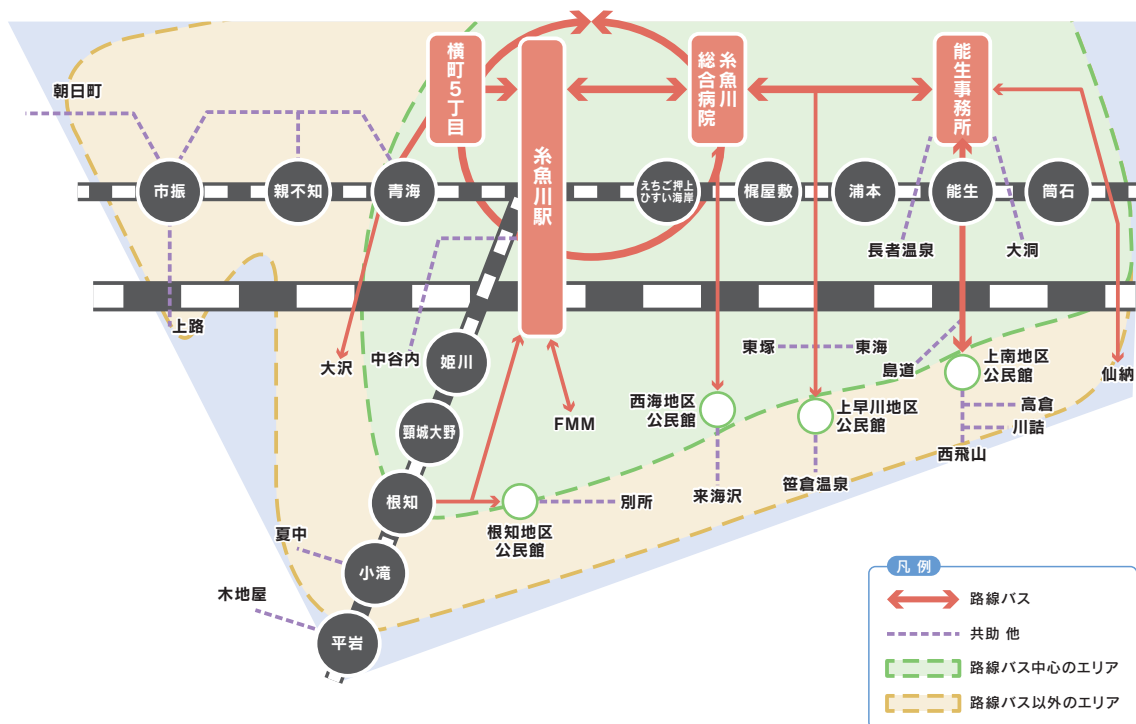 横町5丁目
糸魚川駅
糸魚川
総合病院
能生事務所
朝日町
市振
親不知
青海
えちご押上
ひすい海岸
梶屋敷
浦本
能生
筒石
長者温泉
大洞
上路
大沢
中谷内
姫川
東塚
東海
島道
上南地区
公民館
仙納
FMM
西海地区
公民館
上早川地区
公民館
高倉
川詰
西飛山
頸城大野
来海沢
笹倉温泉
根知
根知地区
公民館
別所
夏中
小滝
木地屋
平岩
凡例
路線バス
共助 他
路線バス中心のエリア
路線バス以外のエリア